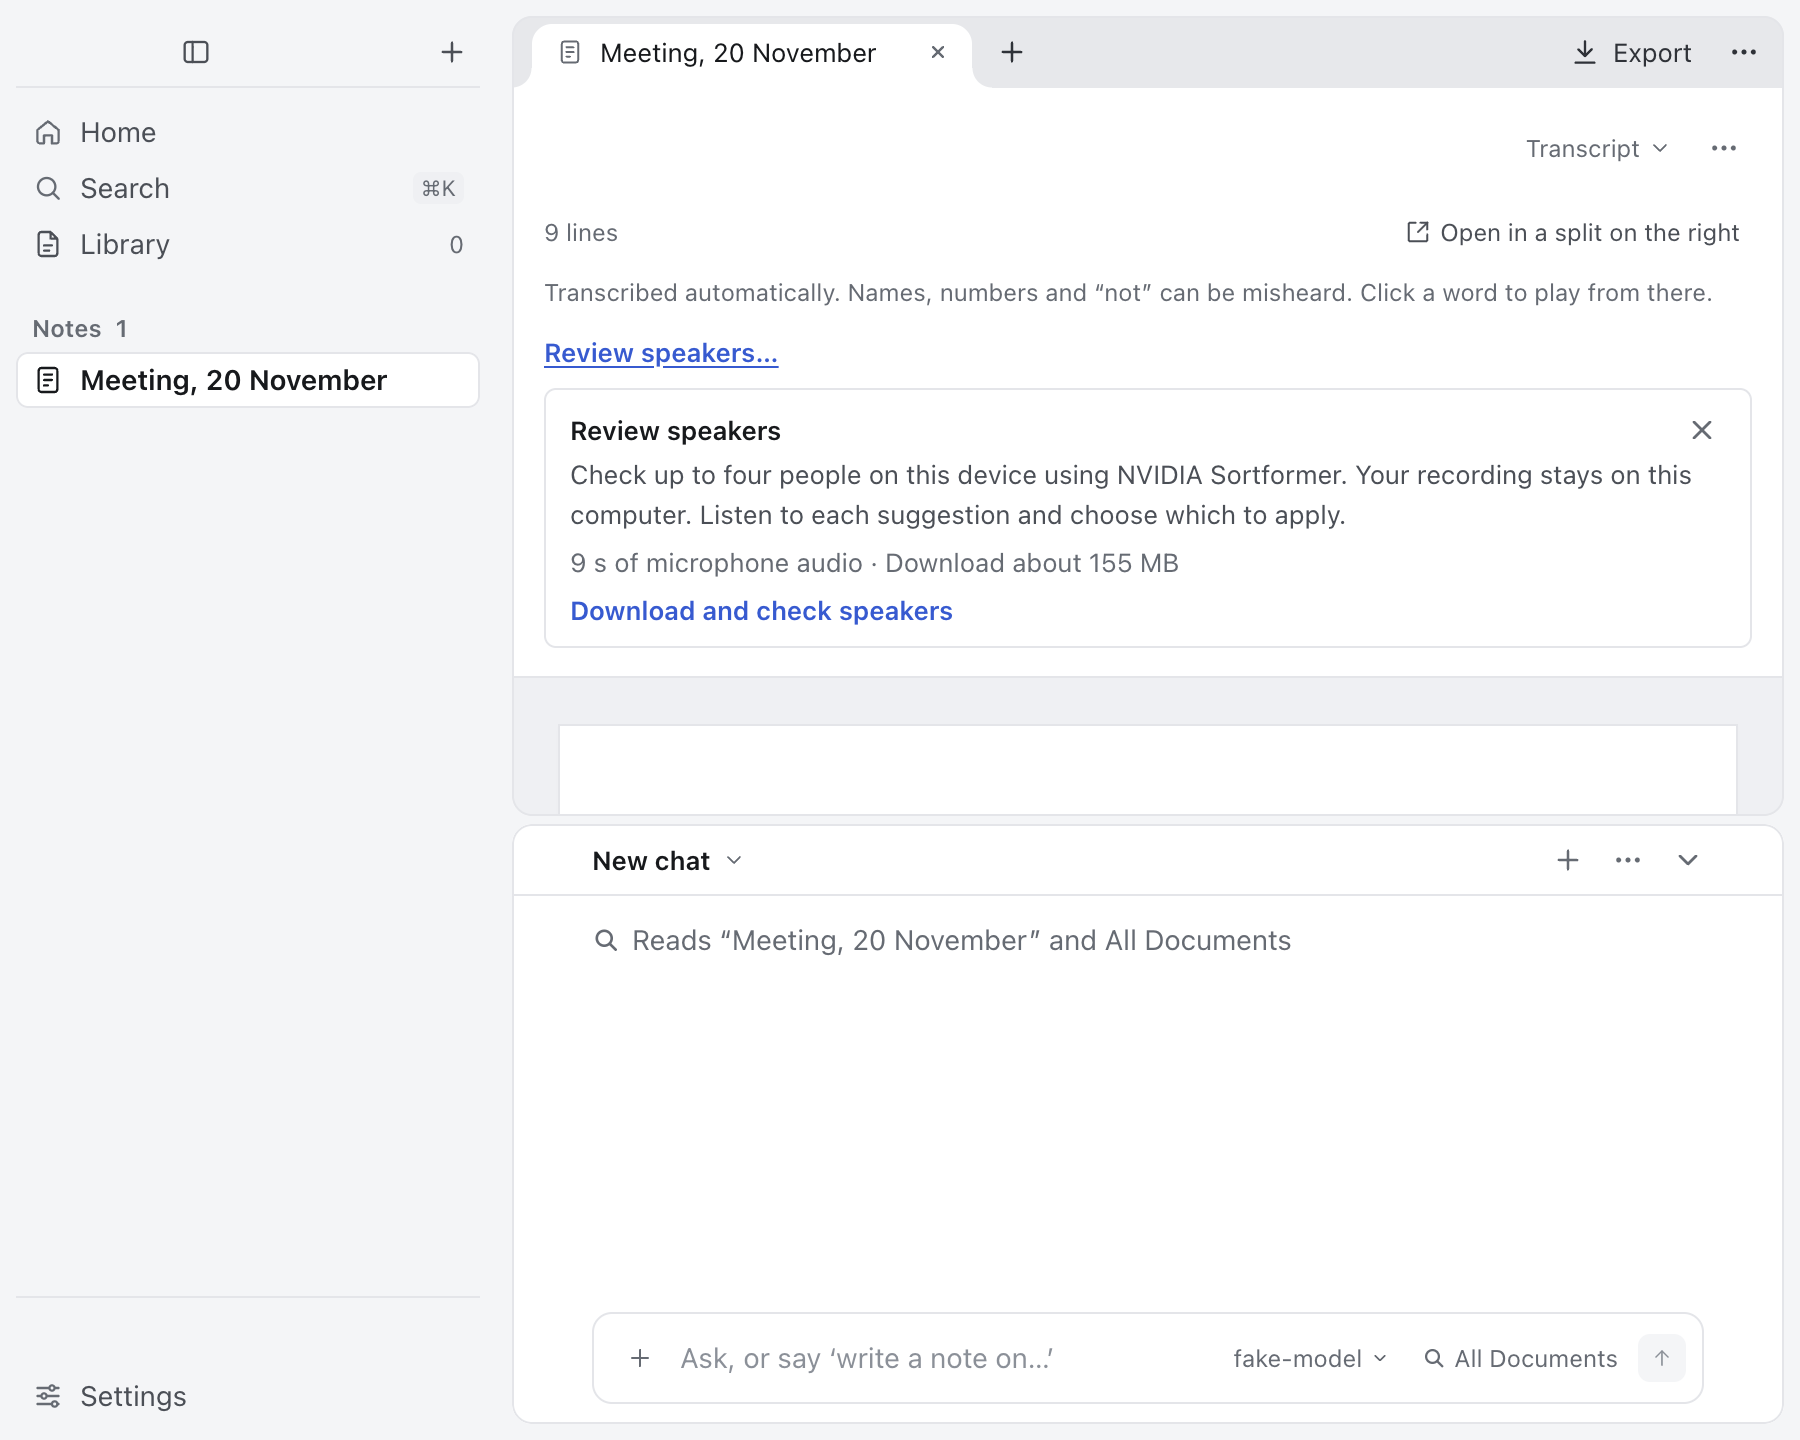 Home
Search ⌘K
Library 0
Notes 1
Meeting, 20 November
Settings
Meeting, 20 November
Export
Transcript
9 lines
Open in a split on the right
Transcribed automatically. Names, numbers and “not” can be misheard. Click a word to play from there.
Review speakers...
Review speakers
Check up to four people on this device using NVIDIA Sortformer. Your recording stays on this
computer. Listen to each suggestion and choose which to apply.
9 s of microphone audio · Download about 155 MB
Download and check speakers
New chat
Reads “Meeting, 20 November” and All Documents
Ask, or say ‘write a note on...’
fake-model
All Documents